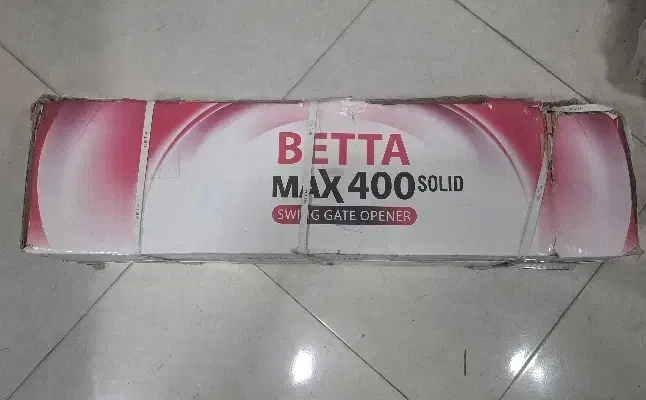 BETTA
MAX 400 SOLID
SWING GATE OPENER